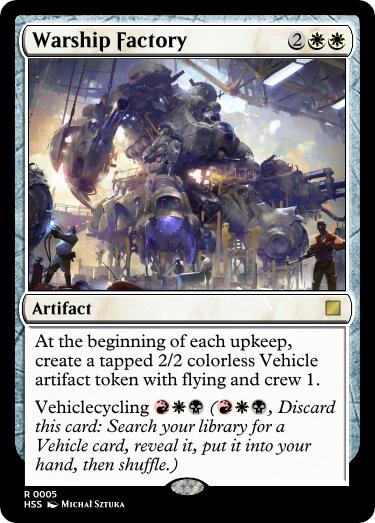 Warship Factory 2
Artifact
At the beginning of each upkeep,
create a tapped 2/2 colorless Vehicle
artifact token with flying and crew 1.
Vehiclecycling ( , Discard
this card: Search your library for a
Vehicle card, reveal it, put it into your
hand, then shuffle.)
R 0005
HSS Michał Sztuka